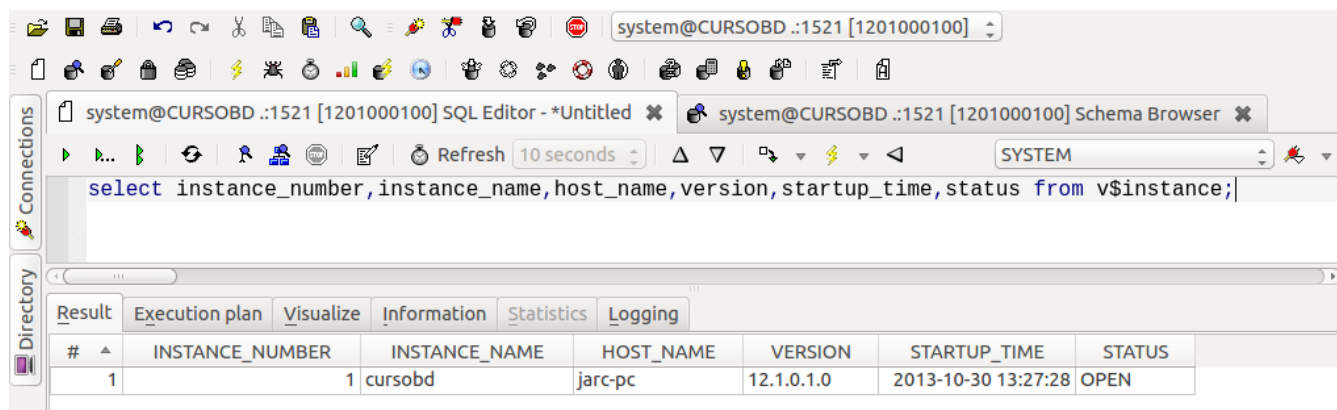 system@CURSOBD .:1521 [1201000100]
system@CURSOBD .:1521 [1201000100] SQL Editor - *Untitled
system@CURSOBD .:1521 [1201000100] Schema Browser
Connections
Directory
Refresh 10 seconds
SYSTEM
select instance_number,instance_name,host_name,version,startup_time,status from v$instance;
Result Execution plan Visualize Information Statistics Logging
# INSTANCE_NUMBER INSTANCE_NAME HOST_NAME VERSION STARTUP_TIME STATUS
1 1 cursobd jarc-pc 12.1.0.1.0 2013-10-30 13:27:28 OPEN